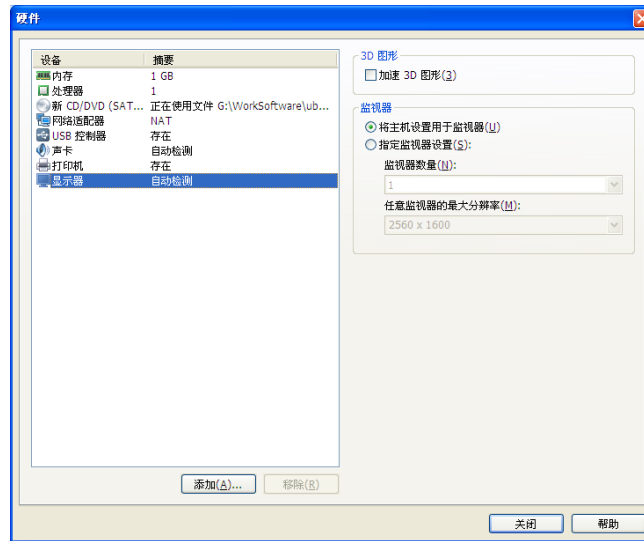 硬件
设备 摘要
内存 1 GB
处理器 1
新 CD/DVD (SAT... 正在使用文件 G:\WorkSoftware\ub...
网络适配器 NAT
USB 控制器 存在
声卡 自动检测
打印机 存在
显示器 自动检测
添加(A)... 移除(R)
3D 图形
加速 3D 图形(3)
监视器
将主机设置用于监视器(U)
指定监视器设置(S):
监视器数量(N):
1
任意监视器的最大分辨率(M):
2560 x 1600
关闭 帮助